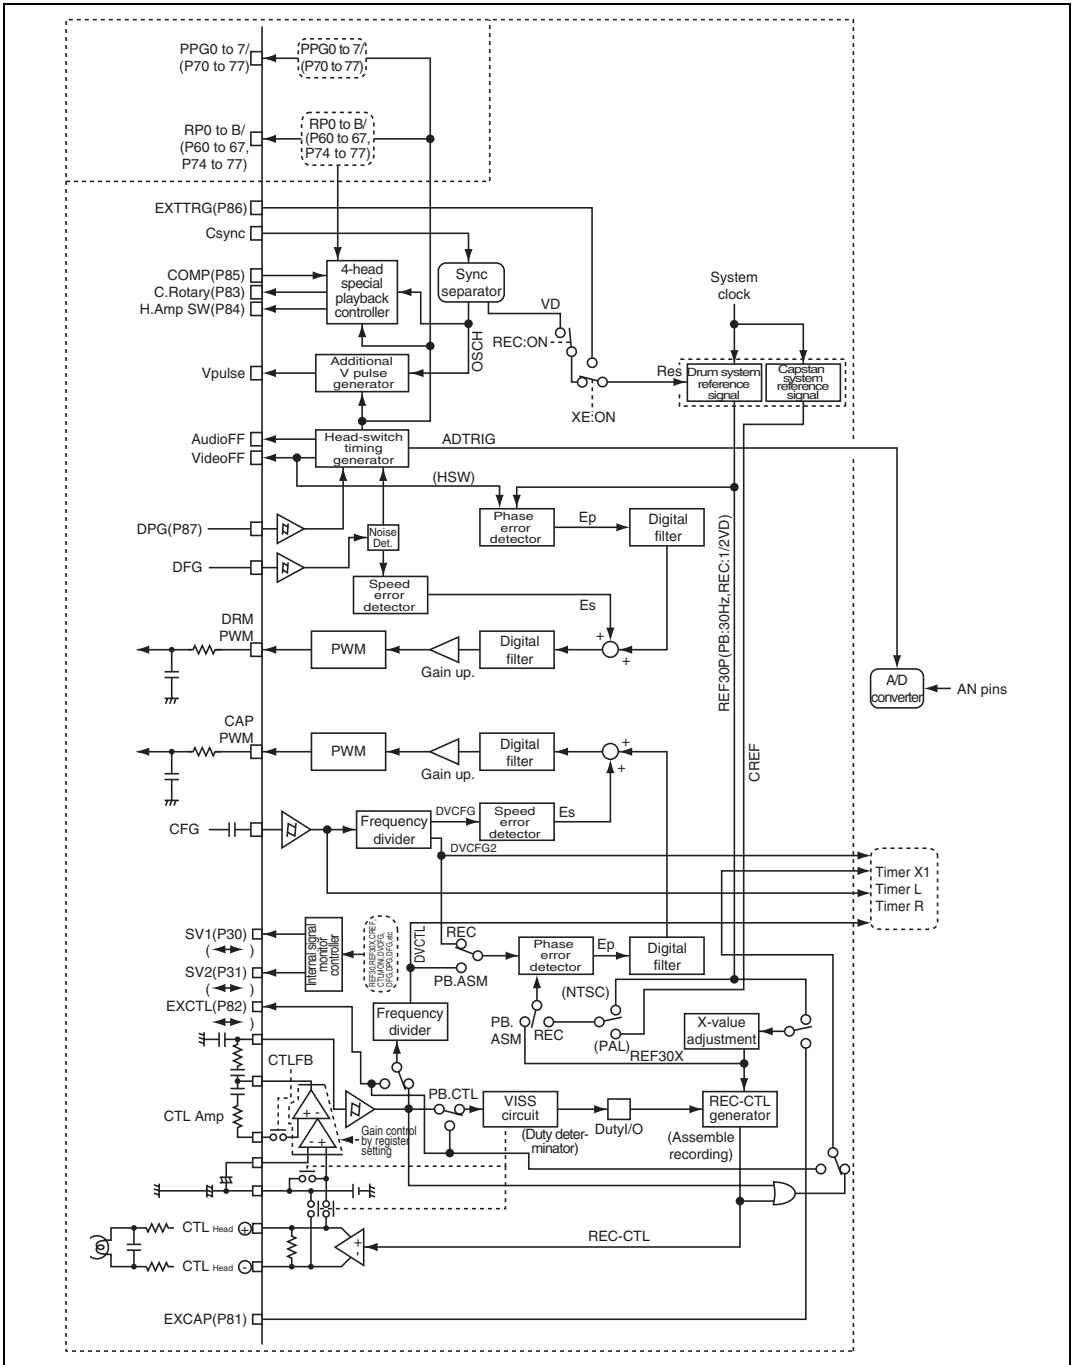 PPG0 to 7/
(P70 to 77)
PPG0 to 7/
(P70 to 77)
RP0 to B/
(P60 to 67,
P74 to 77)
RP0 to B/
(P60 to 67,
P74 to 77)
EXTTRG(P86)
Csync
COMP(P85)
C.Rotary(P83)
H.Amp SW(P84)
4-head
special
playback
controller
Sync
separator
VD
System
clock
OSCH
REC:ON
Vpulse
Additional
V pulse
generator
Res
Drum system
reference
signal
Capstan
system
reference
signal
XE:ON
AudioFF
VideoFF
Head-switch
timing
generator
ADTRIG
(HSW)
DPG(P87)
Noise
Det.
Phase
error
detector
Ep
Digital
filter
DFG
Speed
error
detector
Es
REF30P(PB:30Hz,REC:1/2VD)
DRM
PWM
PWM
Gain up.
Digital
filter
+
+
A/D
converter
AN pins
CAP
PWM
PWM
Gain up.
Digital
filter
+
+
CREF
CFG
Frequency
divider
DVCFG
Speed
error
detector
Es
DVCFG2
Timer X1
Timer L
Timer R
SV1(P30)
( )
SV2(P31)
( )
EXCTL(P82)
)
Internal signal
monitor
controller
REF30,REF30X,CREF,
CTLMONI,DVCFG,
DFG,DPG,DFG,etc
DVCTL
REC
PB.ASM
Phase
error
detector
Ep
Digital
filter
(NTSC)
Frequency
divider
PB.
ASM
REC
(PAL)
X-value
adjustment
REF30X
CTLFB
CTL Amp
+ -
- +
Gain control
by register
setting
PB.CTL
VISS
circuit
(Duty deter-
minator)
DutyI/O
REC-CTL
generator
(Assemble
recording)
CTL Head +
REC-CTL
+
-
CTL Head -
EXCAP(P81)